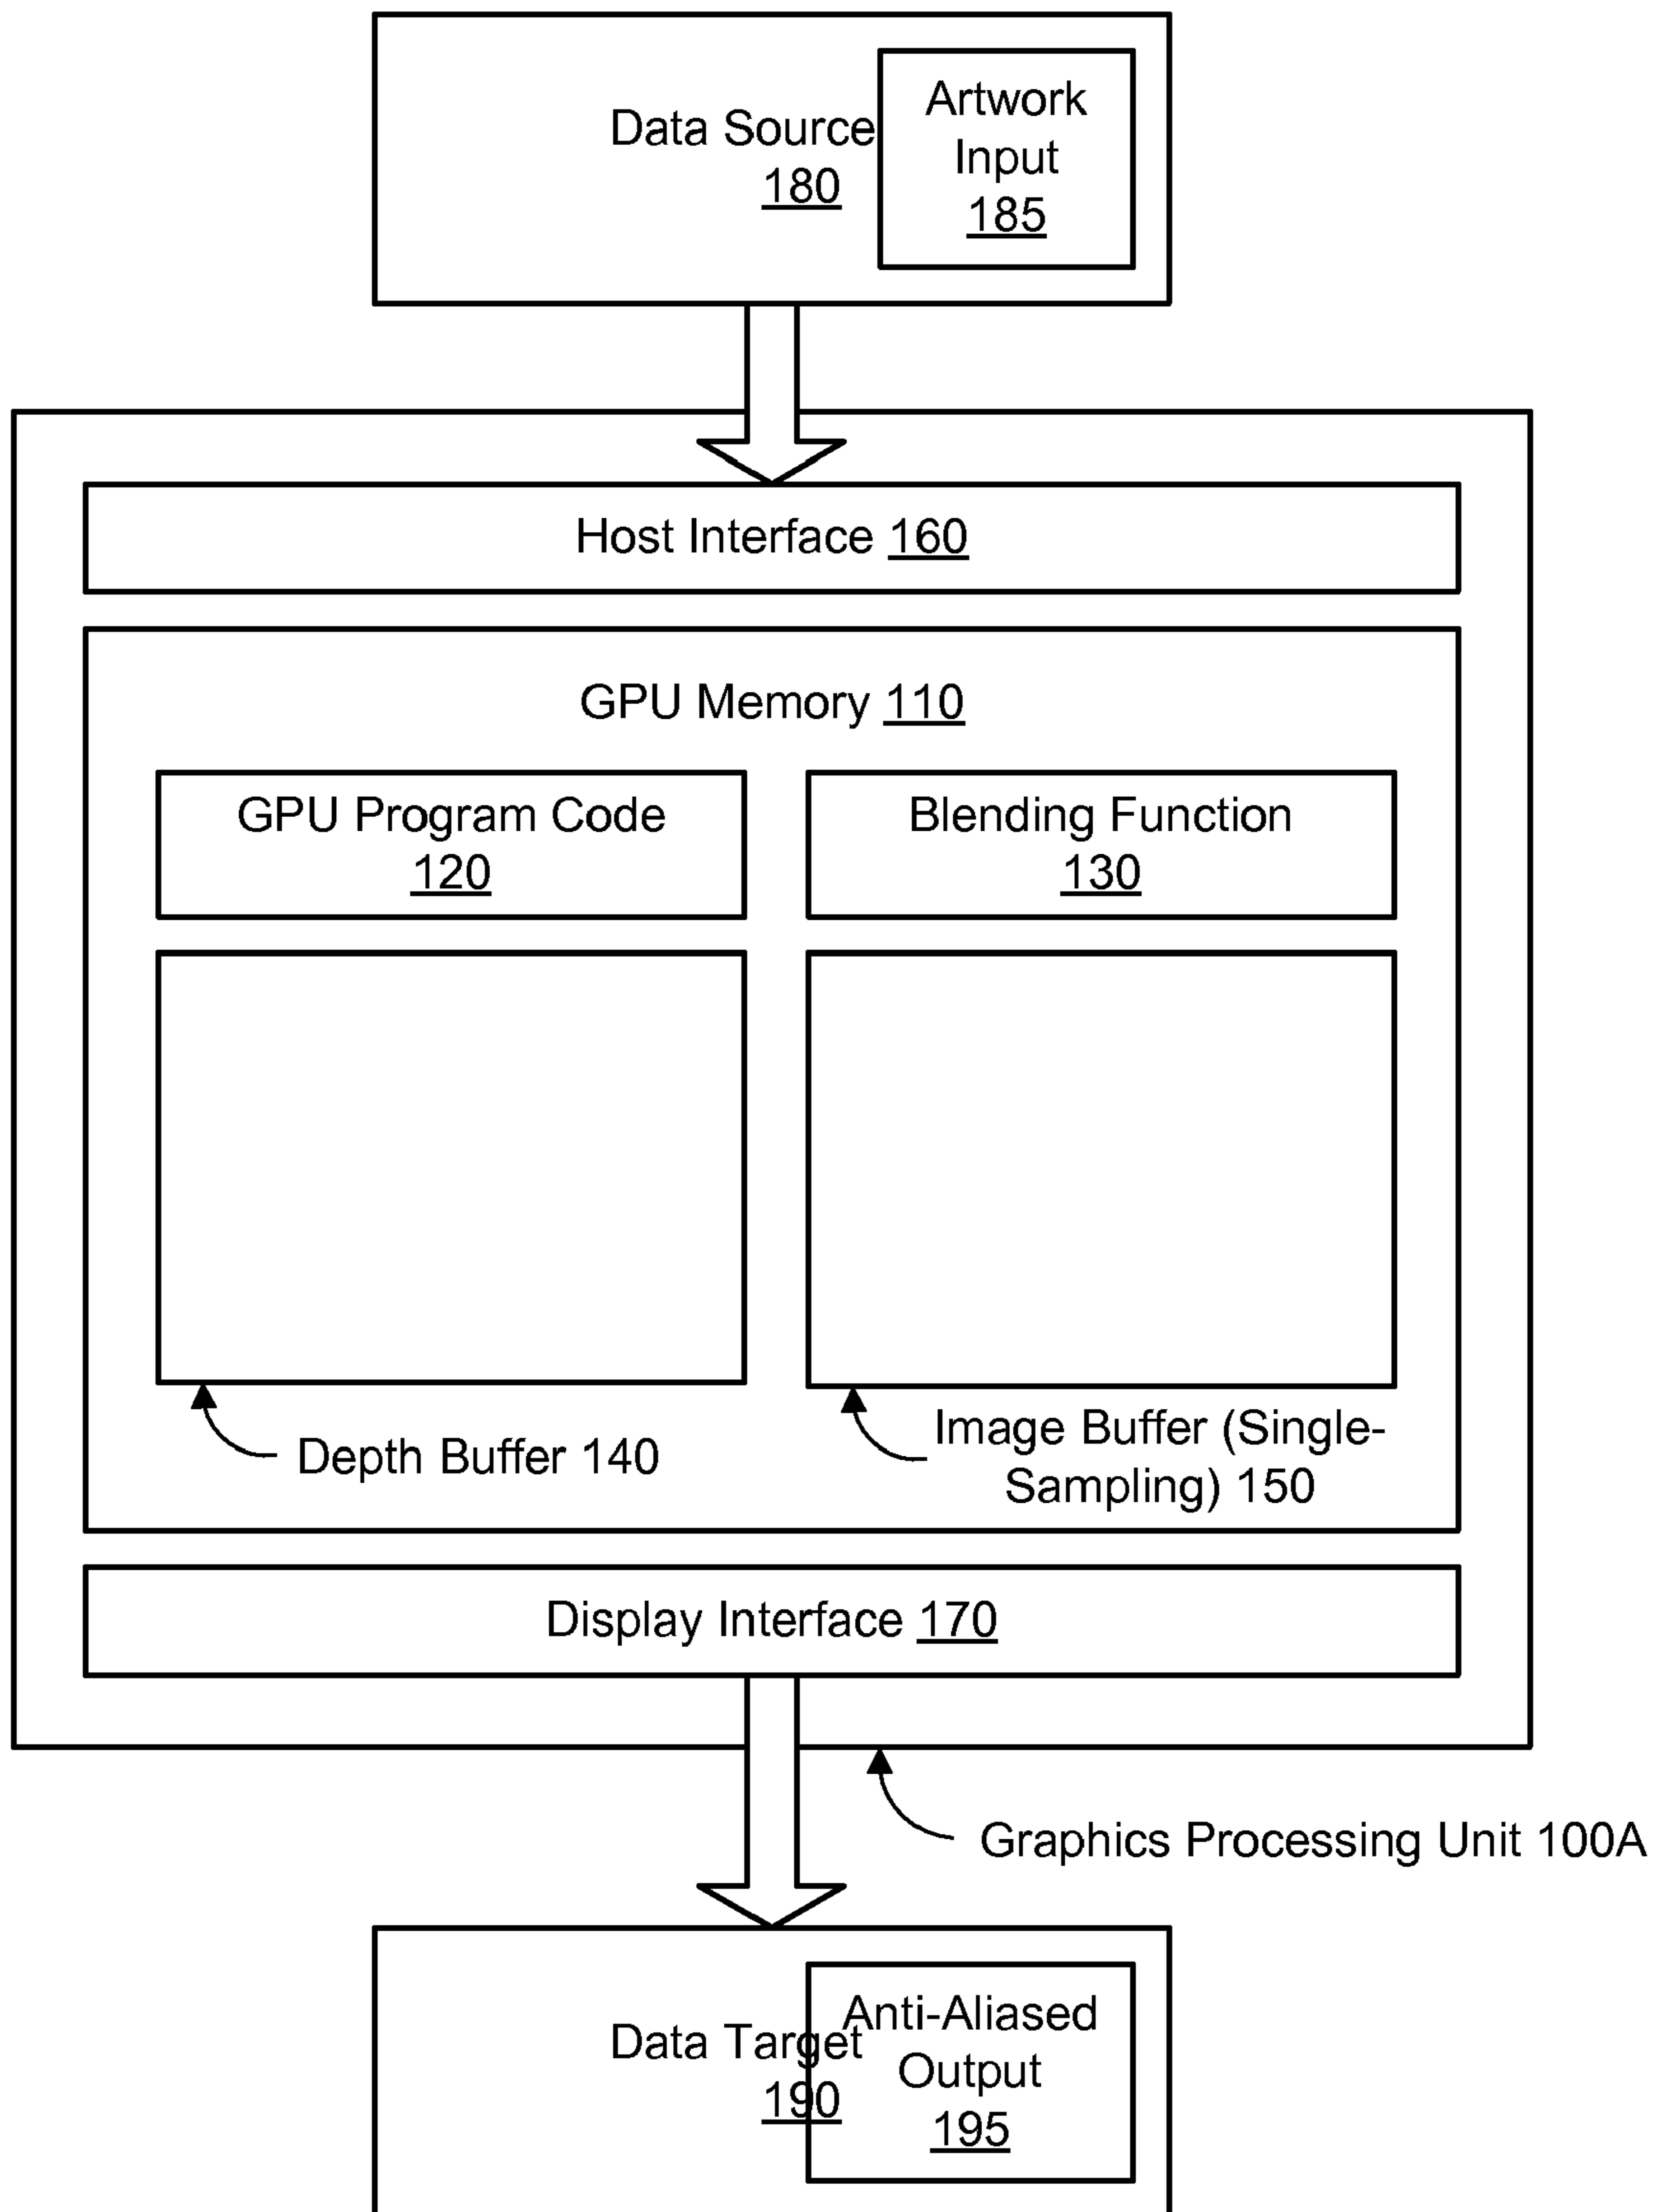 Data Source
180
Artwork
Input
185
Host Interface 160
GPU Memory 110
GPU Program Code
120
Blending Function
130
Depth Buffer 140
Image Buffer (Single-
Sampling) 150
Display Interface 170
Graphics Processing Unit 100A
Data Target
190
Anti-Aliased
Output
195